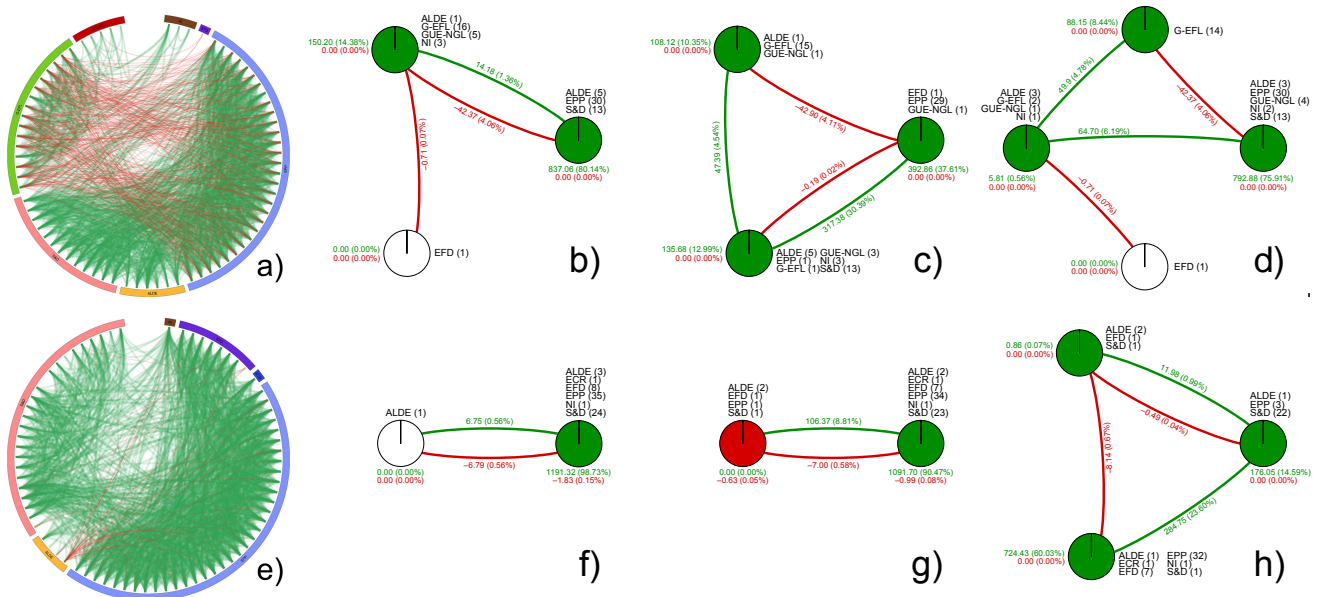 a)
ALDE (1)
G-EFL (16)
GUE-NGL (5)
NI (3)
150.20 (14.38%)
0.00 (0.00%)
14.18 (1.36%)
−42.37 (4.06%)
−0.71 (0.07%)
ALDE (5)
EPP (30)
S&D (13)
837.06 (80.14%)
0.00 (0.00%)
0.00 (0.00%)
0.00 (0.00%)
EFD (1)
b)
ALDE (1)
G-EFL (15)
GUE-NGL (1)
108.12 (10.35%)
0.00 (0.00%)
−42.90 (4.11%)
47.39 (4.54%)
EFD (1)
EPP (29)
GUE-NGL (1)
392.86 (37.61%)
0.00 (0.00%)
−0.19 (0.02%)
317.38 (30.39%)
135.68 (12.99%)
0.00 (0.00%)
ALDE (5) GUE-NGL (3)
EPP (1) NI (3)
G-EFL (1) S&D (13)
c)
88.15 (8.44%)
0.00 (0.00%)
G-EFL (14)
49.9 (4.78%)
−42.37 (4.06%)
ALDE (3)
G-EFL (2)
GUE-NGL (1)
NI (1)
64.70 (6.19%)
ALDE (3)
EPP (30)
GUE-NGL (4)
NI (2)
S&D (13)
5.81 (0.56%)
0.00 (0.00%)
792.88 (75.91%)
0.00 (0.00%)
−0.71 (0.07%)
0.00 (0.00%)
0.00 (0.00%)
EFD (1)
d)
e)
ALDE (1)
6.75 (0.56%)
−6.79 (0.56%)
0.00 (0.00%)
0.00 (0.00%)
ALDE (3)
ECR (1)
EFD (8)
EPP (35)
NI (1)
S&D (24)
1191.32 (98.73%)
−1.83 (0.15%)
f)
ALDE (2)
EFD (1)
EPP (1)
S&D (1)
106.37 (8.81%)
−7.00 (0.58%)
0.00 (0.00%)
−0.63 (0.05%)
ALDE (2)
ECR (1)
EFD (7)
EPP (34)
NI (1)
S&D (23)
1091.70 (90.47%)
−0.99 (0.08%)
g)
ALDE (2)
EFD (1)
S&D (1)
0.86 (0.07%)
0.00 (0.00%)
11.98 (0.99%)
−0.49 (0.04%)
−8.14 (0.67%)
ALDE (1)
EPP (3)
S&D (22)
176.05 (14.59%)
0.00 (0.00%)
284.75 (23.60%)
724.43 (60.03%)
0.00 (0.00%)
ALDE (1) EPP (32)
ECR (1) NI (1)
EFD (7) S&D (1)
h)